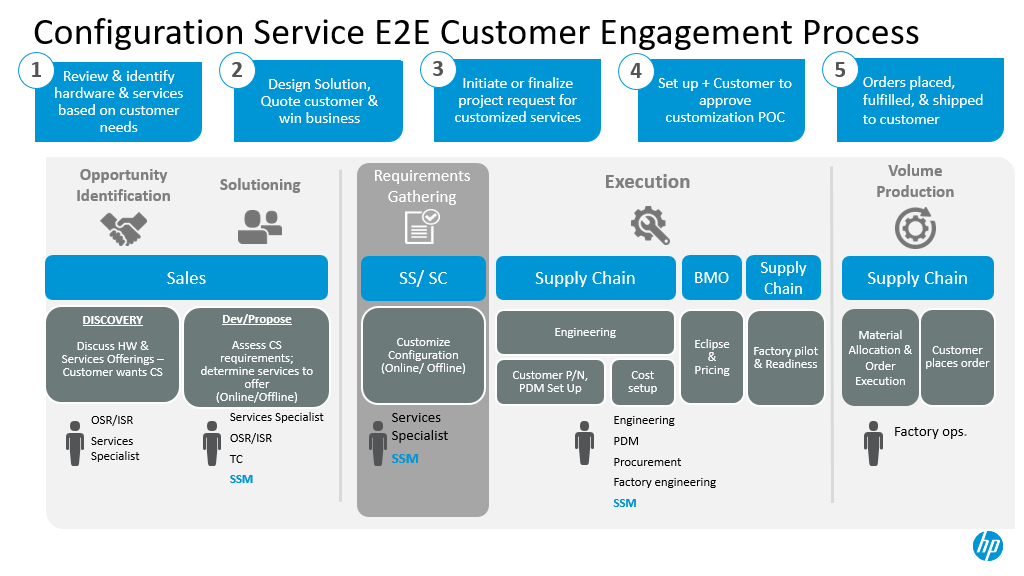 Configuration Service E2E Customer Engagement Process
1
Review & identify
hardware & services
based on customer
needs
2
Design Solution,
Quote customer &
win business
3
Initiate or finalize
project request for
customized services
4
Set up + Customer to
approve
customization POC
5
Orders placed,
fulfilled, & shipped
to customer
Opportunity
Identification
Solutioning
Requirements
Gathering
Execution
Volume
Production
Sales
SS/ SC
Supply Chain
BMO
Supply
Chain
Supply Chain
DISCOVERY
Discuss HW &
Services Offerings –
Customer wants CS
Dev/Propose
Assess CS
requirements;
determine services to
offer
(Online/Offline)
Customize
Configuration
(Online/ Offline)
Engineering
Customer P/N,
PDM Set Up
Cost
setup
Eclipse
&
Pricing
Factory pilot
& Readiness
Material
Allocation &
Order
Execution
Customer
places order
OSR/ISR
Services
Specialist
Services Specialist
OSR/ISR
TC
SSM
Services
Specialist
SSM
Engineering
PDM
Procurement
Factory engineering
SSM
Factory ops.
hp